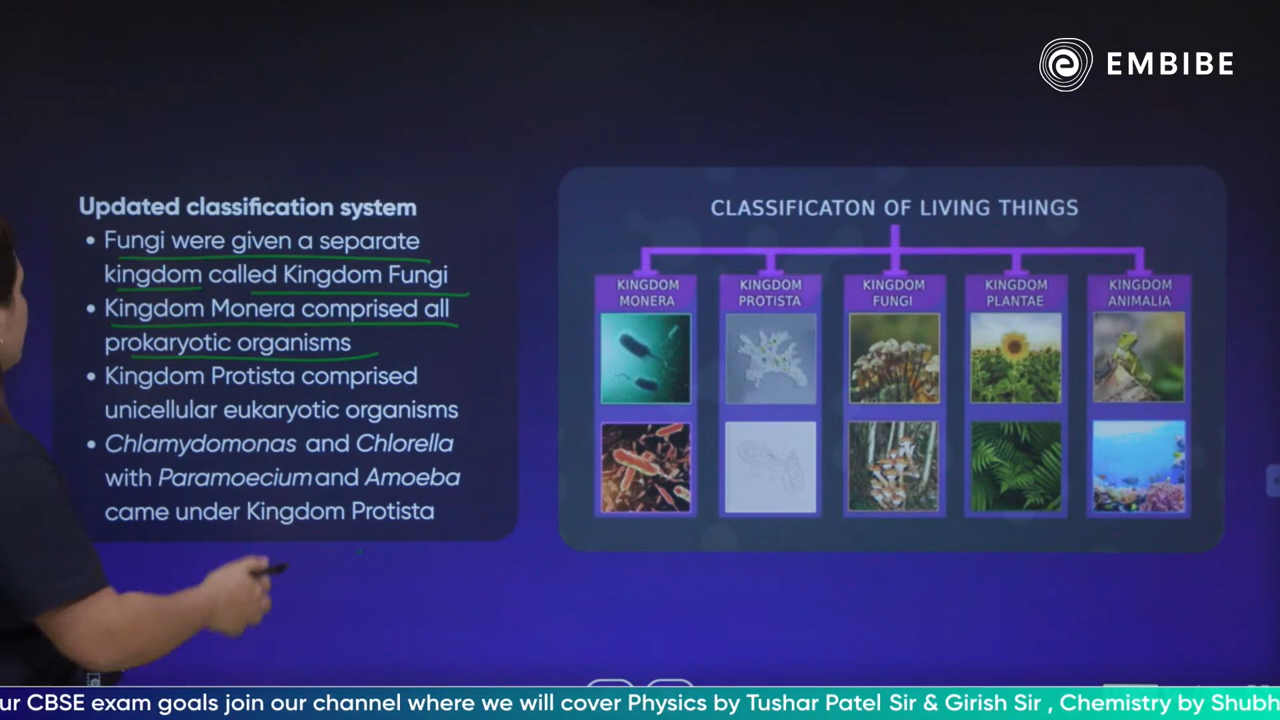 EMBIBE
Updated classification system
• Fungi were given a separate
kingdom called Kingdom Fungi
• Kingdom Monera comprised all
prokaryotic organisms
• Kingdom Protista comprised
unicellular eukaryotic organisms
• Chlamydomonas and Chlorella
with Paramoecium and Amoeba
came under Kingdom Protista
CLASSIFICATON OF LIVING THINGS
KINGDOM
MONERA
KINGDOM
PROTISTA
KINGDOM
FUNGI
KINGDOM
PLANTAE
KINGDOM
ANIMALIA
ur CBSE exam goals join our channel where we will cover Physics by Tushar Patel Sir & Girish Sir , Chemistry by Shubh